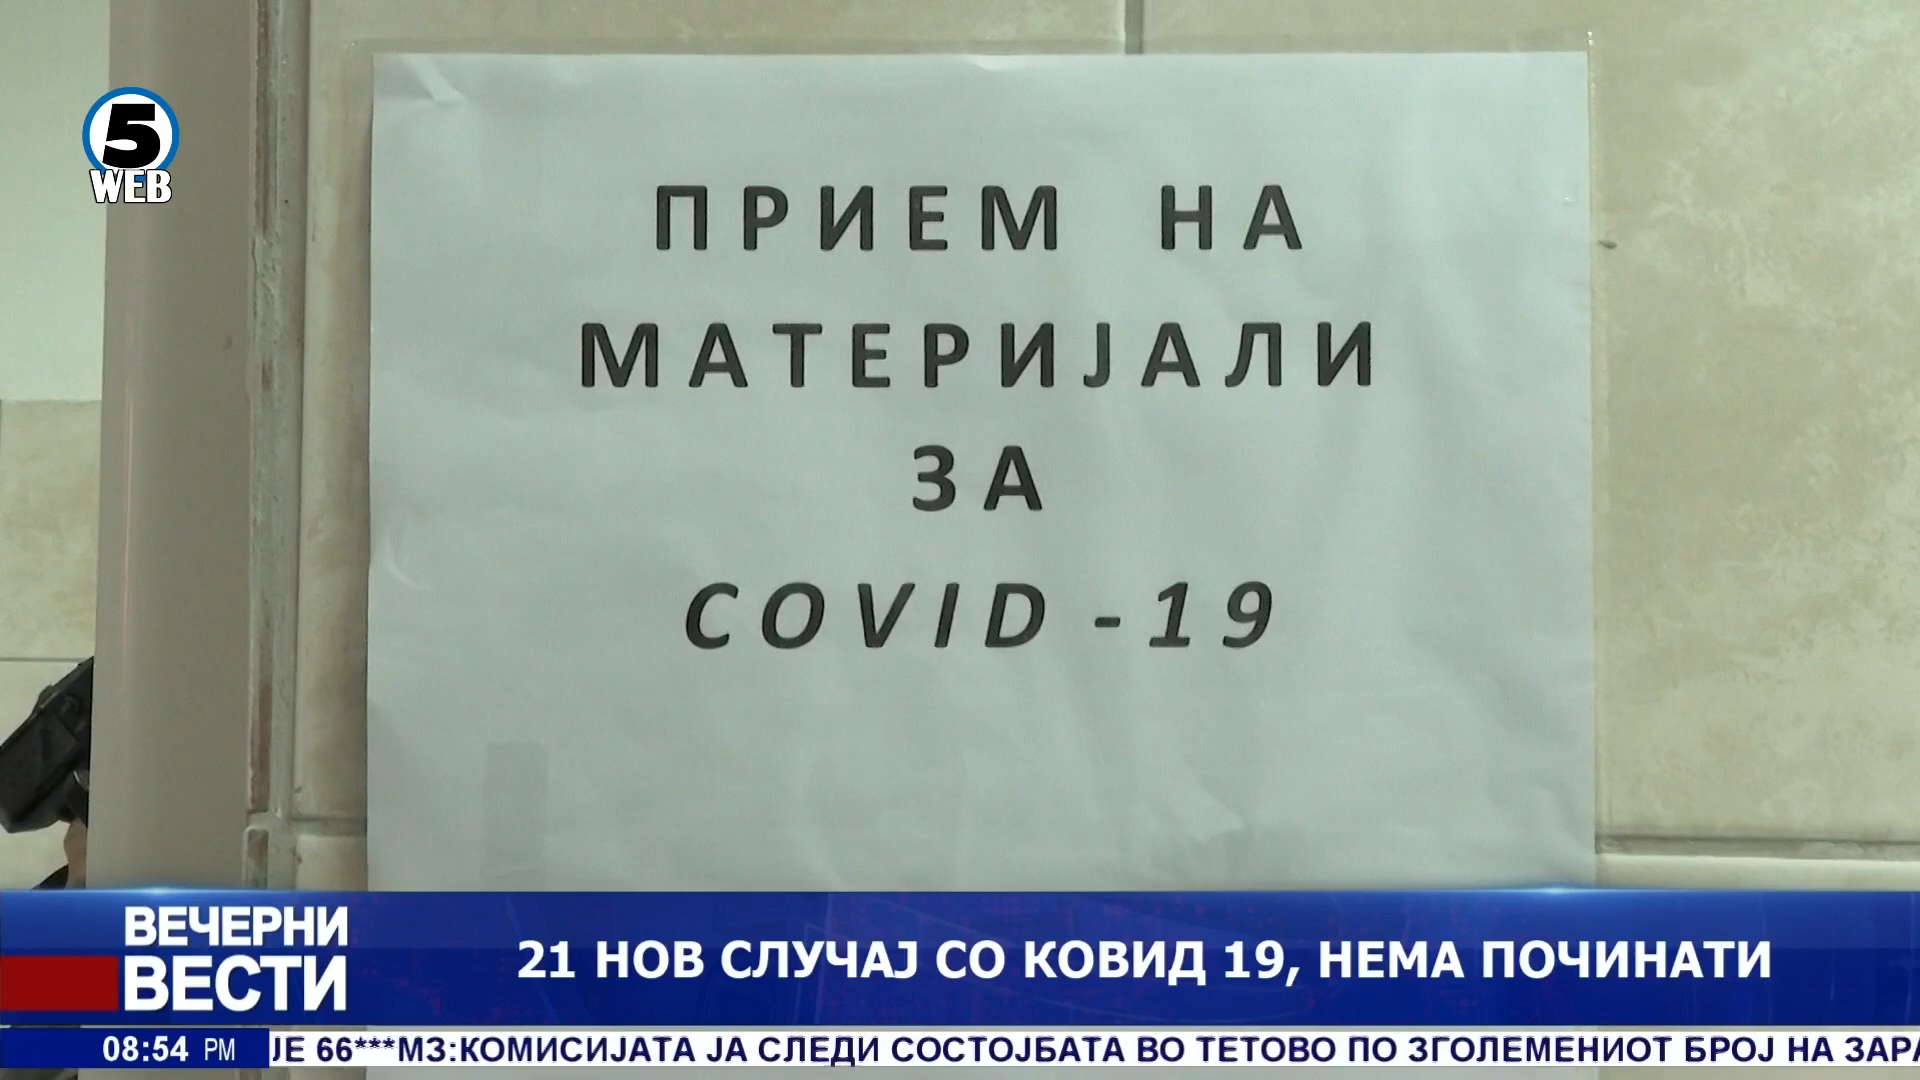 5
WEB
ПРИЕМ НА
МАТЕРИЈАЛИ
ЗА
COVID -19
ВЕЧЕРНИ
ВЕСТИ
21 НОВ СЛУЧАЈ СО КОВИД 19, НЕМА ПОЧИНАТИ
08:54 PM
ЈЕ 66***МЗ:КОМИСИЈАТА ЈА СЛЕДИ СОСТОЈБАТА ВО ТЕТОВО ПО ЗГОЛЕМЕНИОТ БРОЈ НА